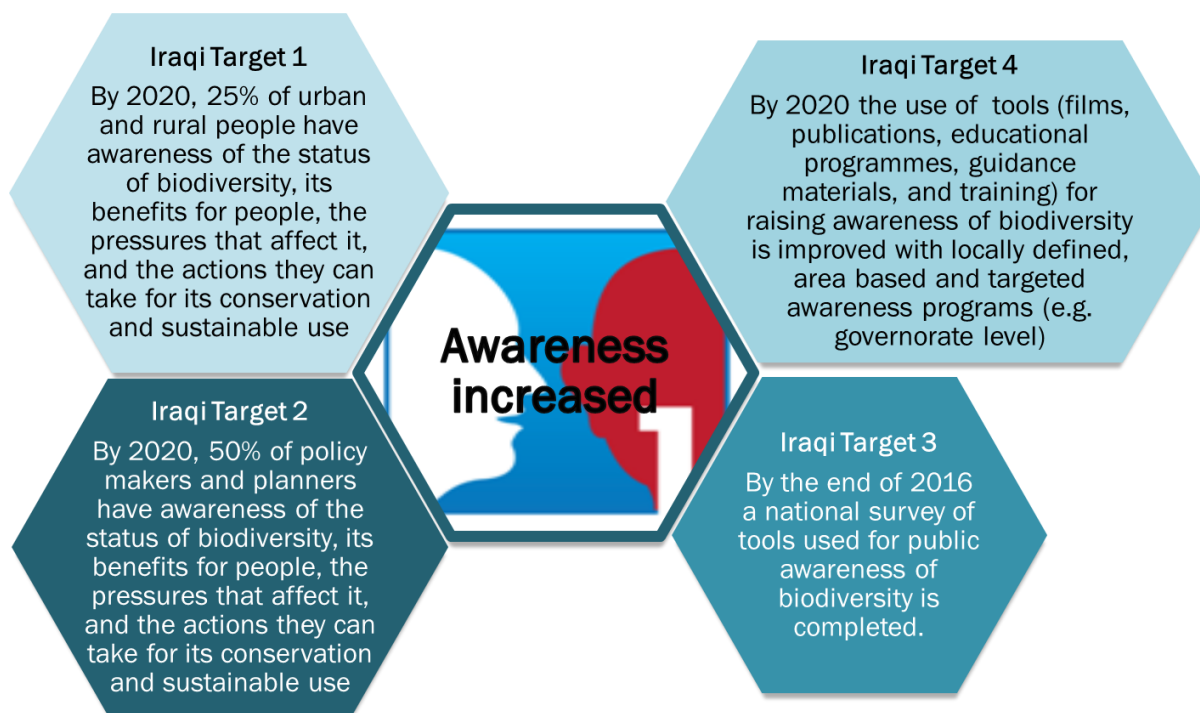 Iraqi Target 1
By 2020, 25% of urban
and rural people have
awareness of the status
of biodiversity, its
benefits for people, the
pressures that affect it,
and the actions they can
take for its conservation
and sustainable use
Iraqi Target 4
By 2020 the use of tools (films,
publications, educational
programmes, guidance
materials, and training) for
raising awareness of biodiversity
is improved with locally defined,
area based and targeted
awareness programs (e.g.
governorate level)
Awareness
increased
1
Iraqi Target 2
By 2020, 50% of policy
makers and planners
have awareness of the
status of biodiversity, its
benefits for people, the
pressures that affect it,
and the actions they can
take for its conservation
and sustainable use
Iraqi Target 3
By the end of 2016
a national survey of
tools used for public
awareness of
biodiversity is
completed.